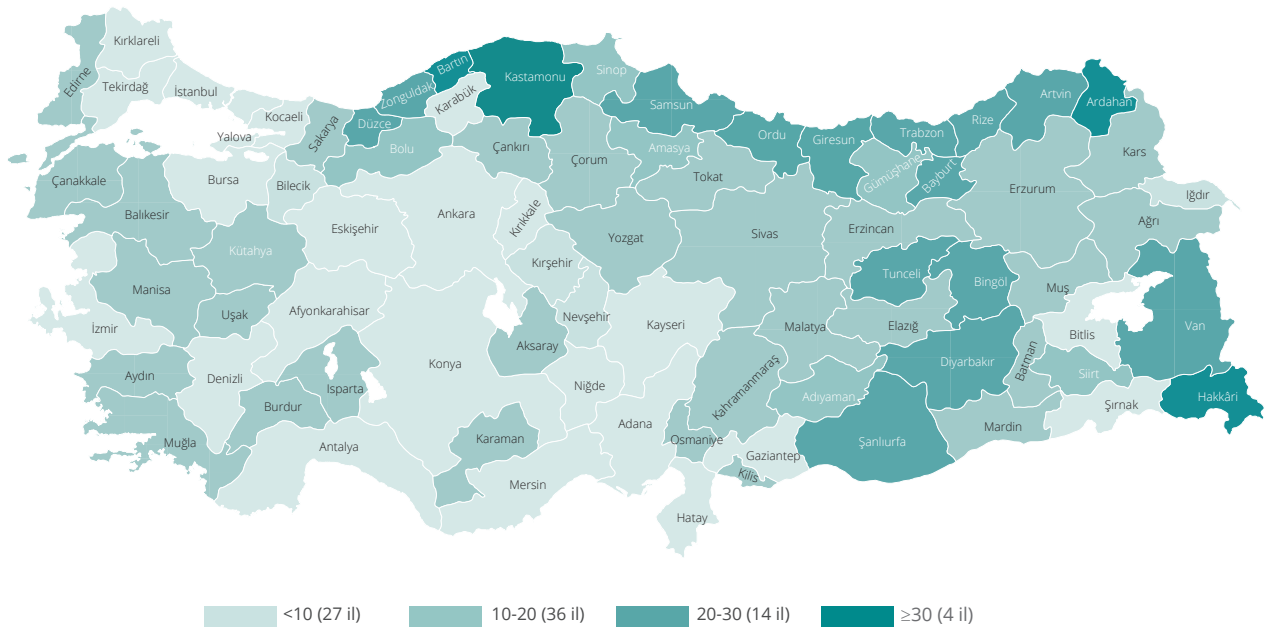 Kırklareli
Edirne
Tekirdağ
İstanbul
Kocaeli
Yalova
Sakarya
Düzce
Zonguldak
Bartın
Karabük
Kastamonu
Sinop
Samsun
Ordu
Giresun
Trabzon
Rize
Artvin
Ardahan
Bolu
Çankırı
Çorum
Amasya
Tokat
Gümüşhane
Bayburt
Erzurum
Kars
Iğdır
Ağrı
Çanakkale
Balıkesir
Bursa
Bilecik
Eskişehir
Ankara
Kırıkkale
Yozgat
Sivas
Erzincan
Kütahya
Kırşehir
Tunceli
Bingöl
Muş
Manisa
Uşak
Afyonkarahisar
Nevşehir
Kayseri
Malatya
Elazığ
Bitlis
Van
İzmir
Aksaray
Konya
Diyarbakır
Batman
Siirt
Aydın
Denizli
Isparta
Burdur
Niğde
Kahramanmaraş
Adıyaman
Hakkâri
Şırnak
Muğla
Antalya
Karaman
Adana
Osmaniye
Gaziantep
Şanlıurfa
Mardin
Kilis
Mersin
Hatay
<10 (27 il)
10-20 (36 il)
20-30 (14 il)
≥30 (4 il)